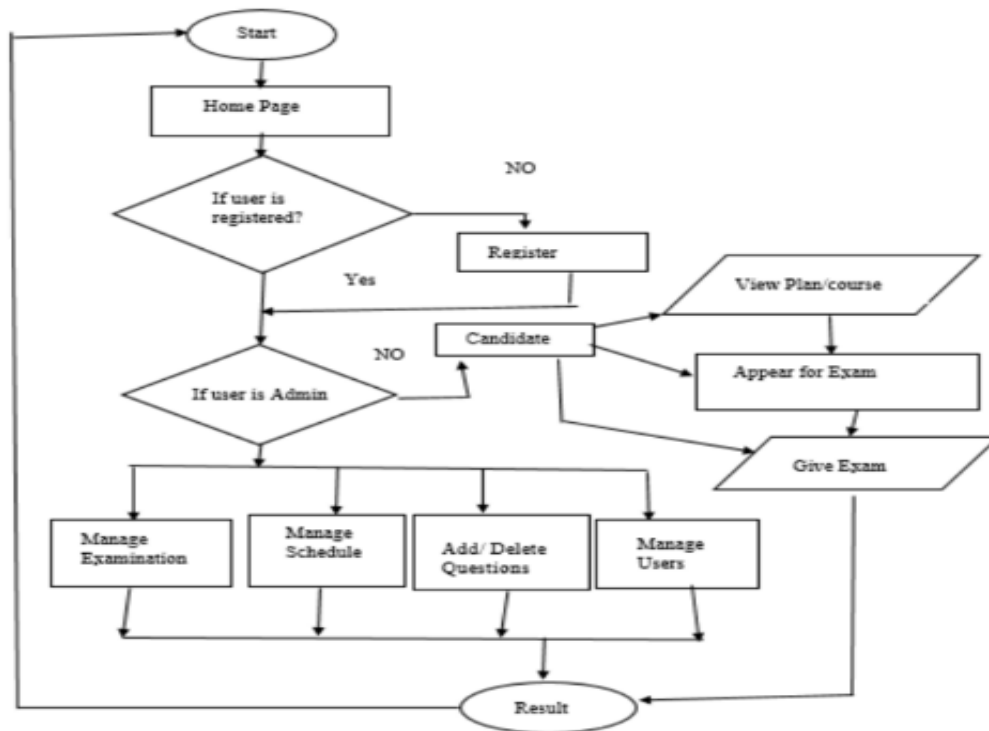 Start
Home Page
NO
If user is
registered?
Register
Yes
View Plan/course
Candidate
NO
Appear for Exam
If user is Admin
Give Exam
Manage
Examination
Manage
Schedule
Add/ Delete
Questions
Manage
Users
Result